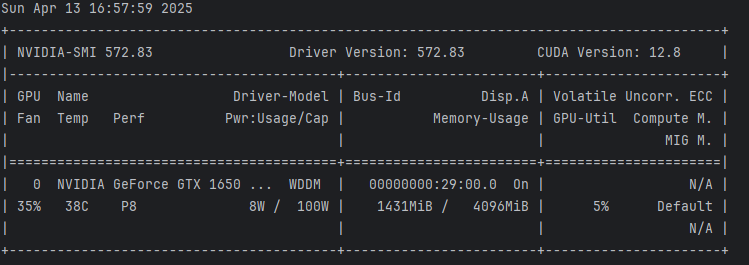 Sun Apr 13 16:57:59 2025
+-----------------------------------------------------------------------------------------+
| NVIDIA-SMI 572.83                 Driver Version: 572.83         CUDA Version: 12.8     |
|-----------------------------------------+------------------------+----------------------+
| GPU  Name                  Driver-Model | Bus-Id          Disp.A | Volatile Uncorr. ECC |
| Fan  Temp   Perf          Pwr:Usage/Cap |           Memory-Usage | GPU-Util  Compute M. |
|                                         |                        |               MIG M. |
|=========================================+========================+======================|
|   0  NVIDIA GeForce GTX 1650 ...  WDDM  |   00000000:29:00.0  On |                  N/A |
| 35%   38C    P8              8W /  100W |    1431MiB /   4096MiB |      5%      Default |
|                                         |                        |                  N/A |
+-----------------------------------------+------------------------+----------------------+